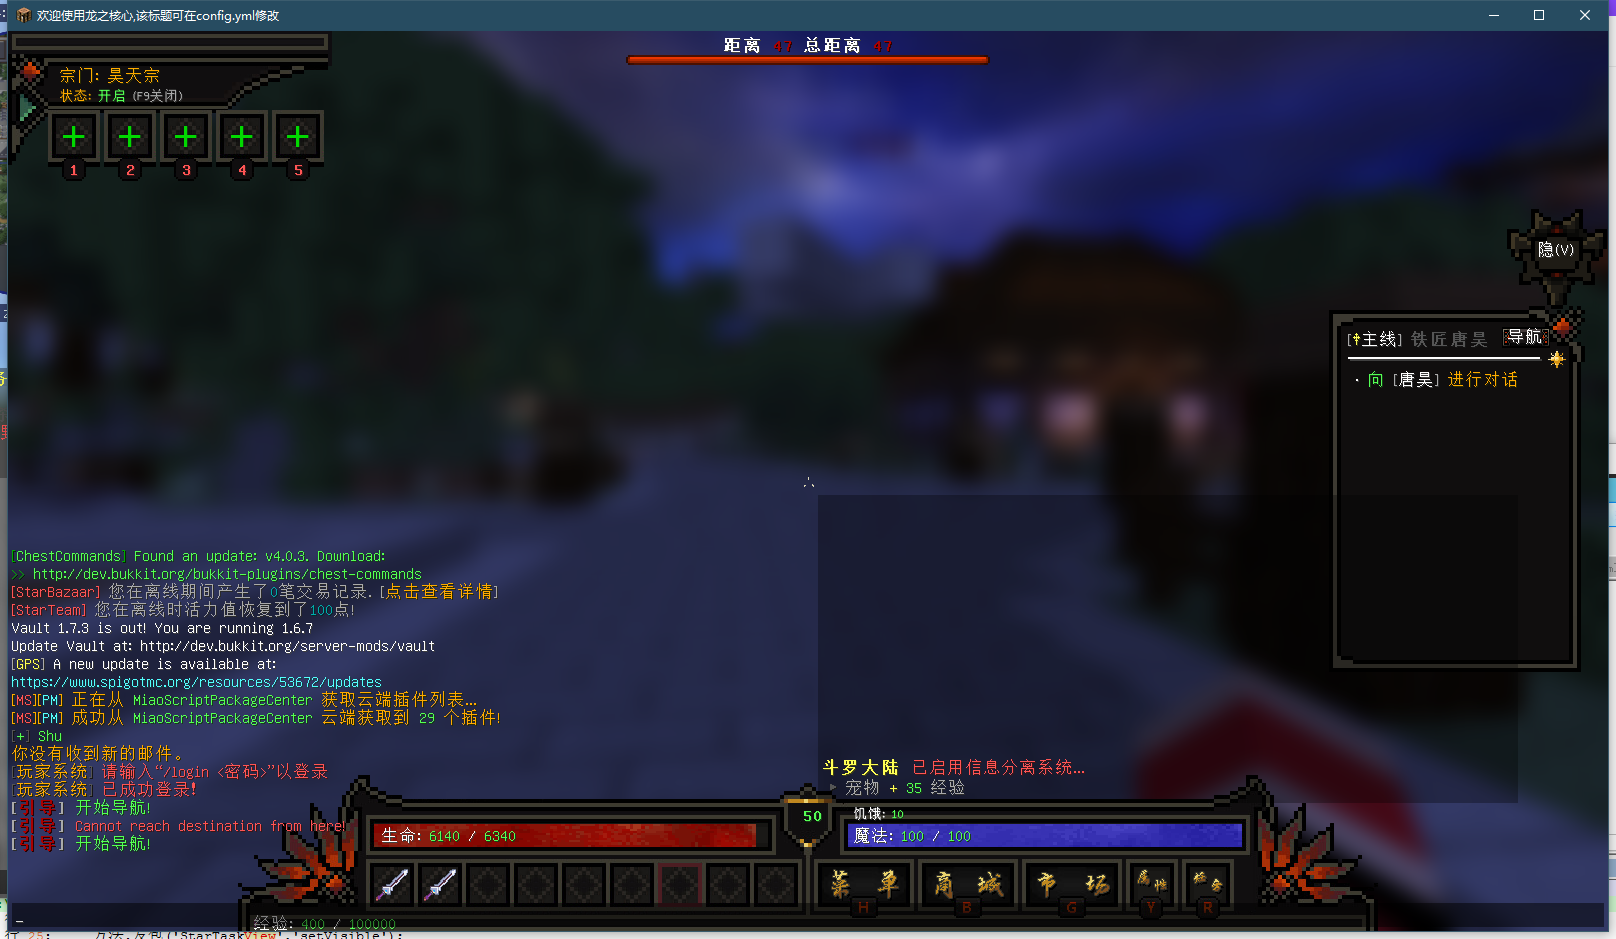 欢迎使用龙之核心,该标题可在config.yml修改
距离 47 总距离 47
宗门: 昊天宗
状态: 开启 (F9关闭)
1 2 3 4 5
隐(V)
[†主线] 铁匠唐昊 导航
· 向 [唐昊] 进行对话
[ChestCommands] Found an update: v4.0.3. Download:
>> http://dev.bukkit.org/bukkit-plugins/chest-commands
[StarBazaar] 您在离线期间产生了0笔交易记录. [点击查看详情]
[StarTeam] 您在离线时活力值恢复到了100点!
Vault 1.7.3 is out! You are running 1.6.7
Update Vault at: http://dev.bukkit.org/server-mods/vault
[GPS] A new update is available at:
https://www.spigotmc.org/resources/53672/updates
[MS][PM] 正在从 MiaoScriptPackageCenter 获取云端插件列表...
[MS][PM] 成功从 MiaoScriptPackageCenter 云端获取到 29 个插件!
[+] Shu
你没有收到新的邮件。
[玩家系统] 请输入“/login <密码>”以登录
[玩家系统] 已成功登录!
[引导] 开始导航!
[引导] Cannot reach destination from here!
[引导] 开始导航!
斗罗大陆 已启用信息分离系统...
▸ 宠物 + 35 经验
50
饥饿: 10
生命: 6140 / 6340
魔法: 100 / 100
菜单 商城 市场 属性 任务
H B G Y R
_
经验: 400 / 100000
行 25: 方法.反包('StarTaskView','setVisible');